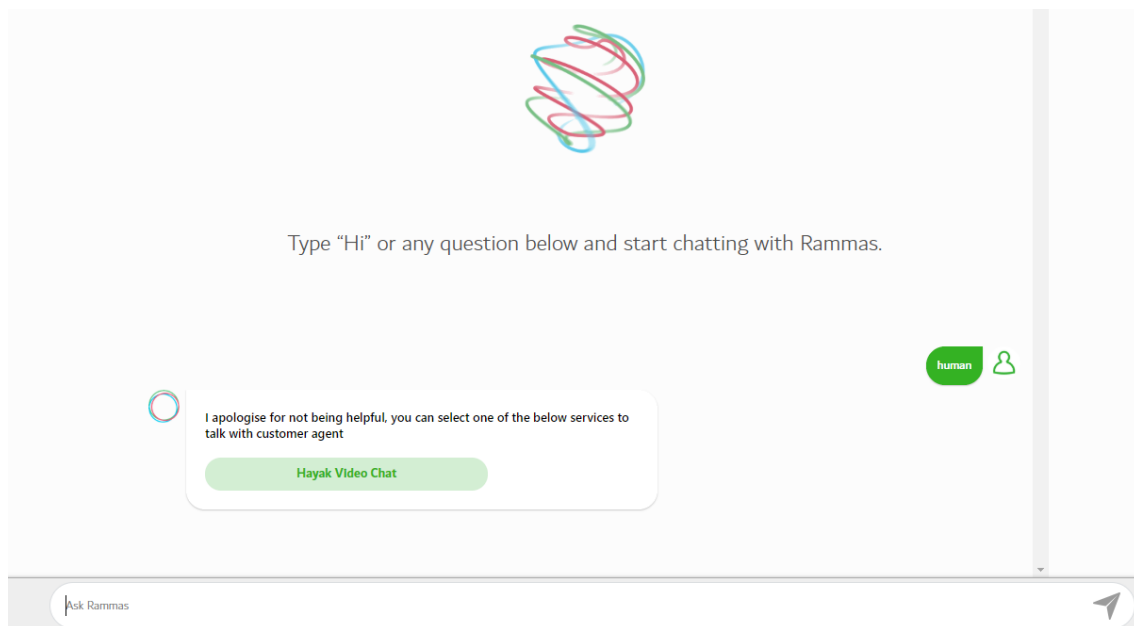 Type “Hi” or any question below and start chatting with Rammas.
human
I apologise for not being helpful, you can select one of the below services to
talk with customer agent
Hayak Video Chat
Ask Rammas